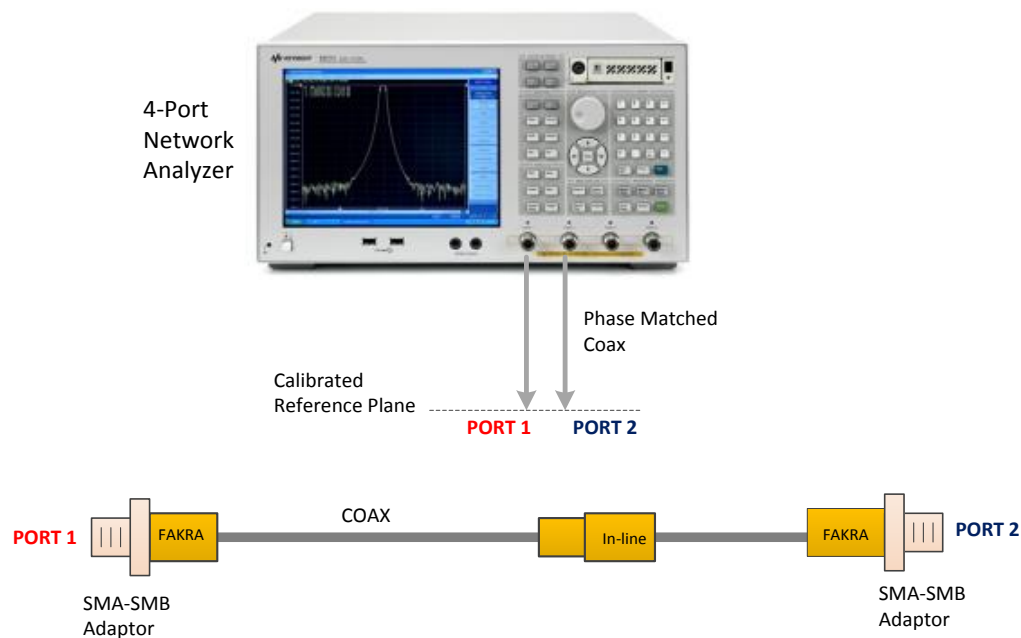 KEYSIGHT
4-Port
Network
Analyzer
Phase Matched
Coax
Calibrated
Reference Plane
PORT 1 PORT 2
COAX
PORT 1
FAKRA
In-line
FAKRA
PORT 2
SMA-SMB
Adaptor
SMA-SMB
Adaptor